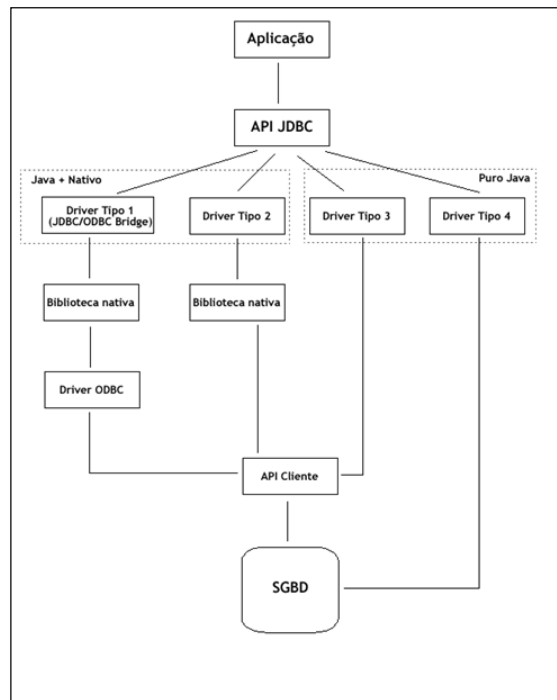 Aplicação
API JDBC
Java + Nativo
Puro Java
Driver Tipo 1
(JDBC/ODBC Bridge)
Driver Tipo 2
Driver Tipo 3
Driver Tipo 4
Biblioteca nativa
Biblioteca nativa
Driver ODBC
API Cliente
SGBD